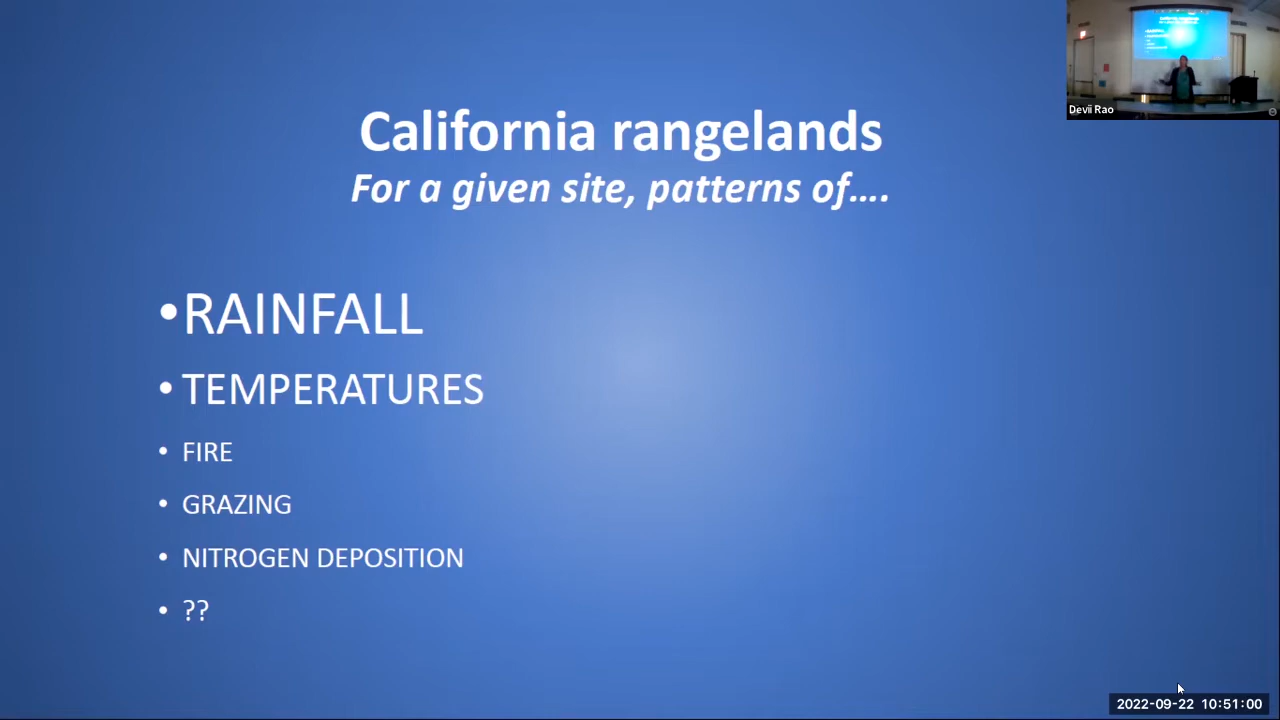 California rangelands
For a given site, patterns of....
•RAINFALL
• TEMPERATURES
• FIRE
• GRAZING
• NITROGEN DEPOSITION
• ??
Devii Rao
2022-09-22 10:51:00